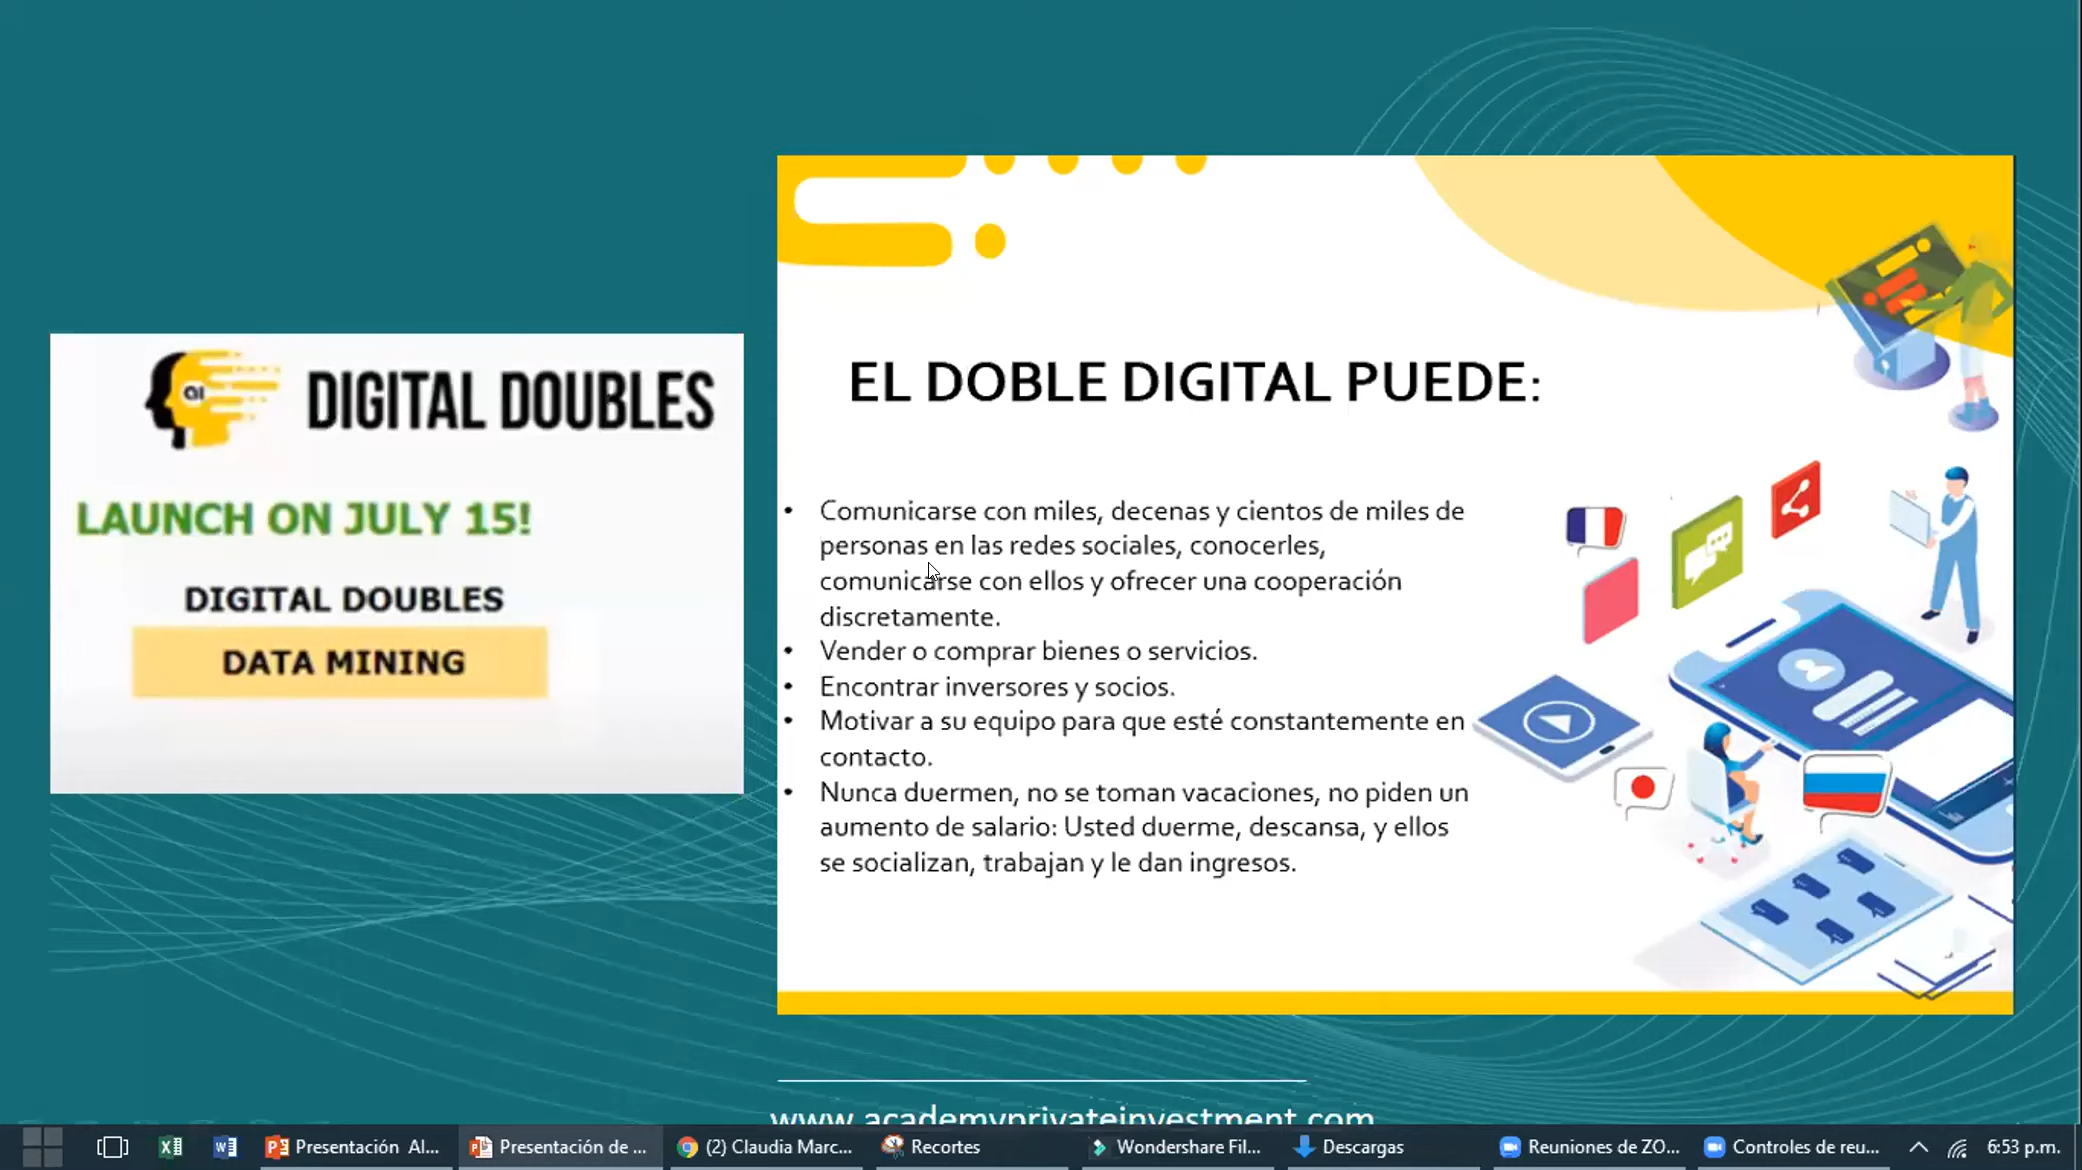 aı DIGITAL DOUBLES
LAUNCH ON JULY 15!
DIGITAL DOUBLES
DATA MINING
EL DOBLE DIGITAL PUEDE:
• Comunicarse con miles, decenas y cientos de miles de
personas en las redes sociales, conocerles,
comunicarse con ellos y ofrecer una cooperación
discretamente.
• Vender o comprar bienes o servicios.
• Encontrar inversores y socios.
• Motivar a su equipo para que esté constantemente en
contacto.
• Nunca duermen, no se toman vacaciones, no piden un
aumento de salario: Usted duerme, descansa, y ellos
se socializan, trabajan y le dan ingresos.
www.academyprivateinvestment.com
Presentación Al... Presentación de ... (2) Claudia Marc... Recortes Wondershare Fil... Descargas Reuniones de ZO... Controles de reu... 6:53 p.m.